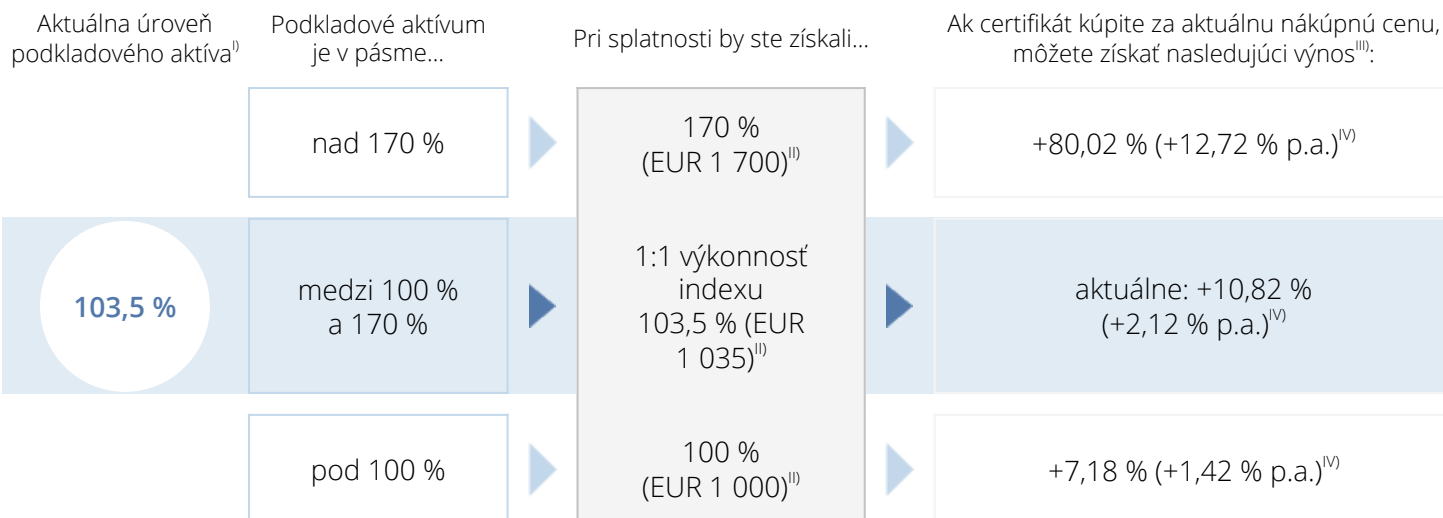 Aktuálna úroveň
podkladového aktíva I)
Podkladové aktívum
je v pásme...
Pri splatnosti by ste získali...
Ak certifikát kúpite za aktuálnu nákúpnú cenu,
môžete získať nasledujúci výnos III):
nad 170 %
170 %
(EUR 1 700) II)
+80,02 % (+12,72 % p.a.) IV)
103,5 %
medzi 100 %
a 170 %
1:1 výkonnosť
indexu
103,5 % (EUR
1 035) II)
aktuálne: +10,82 %
(+2,12 % p.a.) IV)
pod 100 %
100 %
(EUR 1 000) II)
+7,18 % (+1,42 % p.a.) IV)